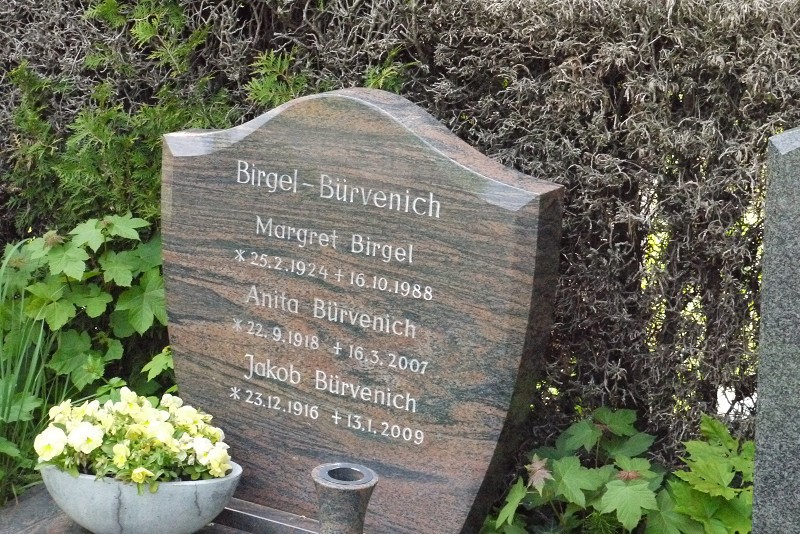 Birgel-Bürvenich
Margret Birgel
* 25.2.1924 + 16.10.1988
Anita Bürvenich
* 22.9.1918 + 16.3.2007
Jakob Bürvenich
* 23.12.1916 + 13.1.2009